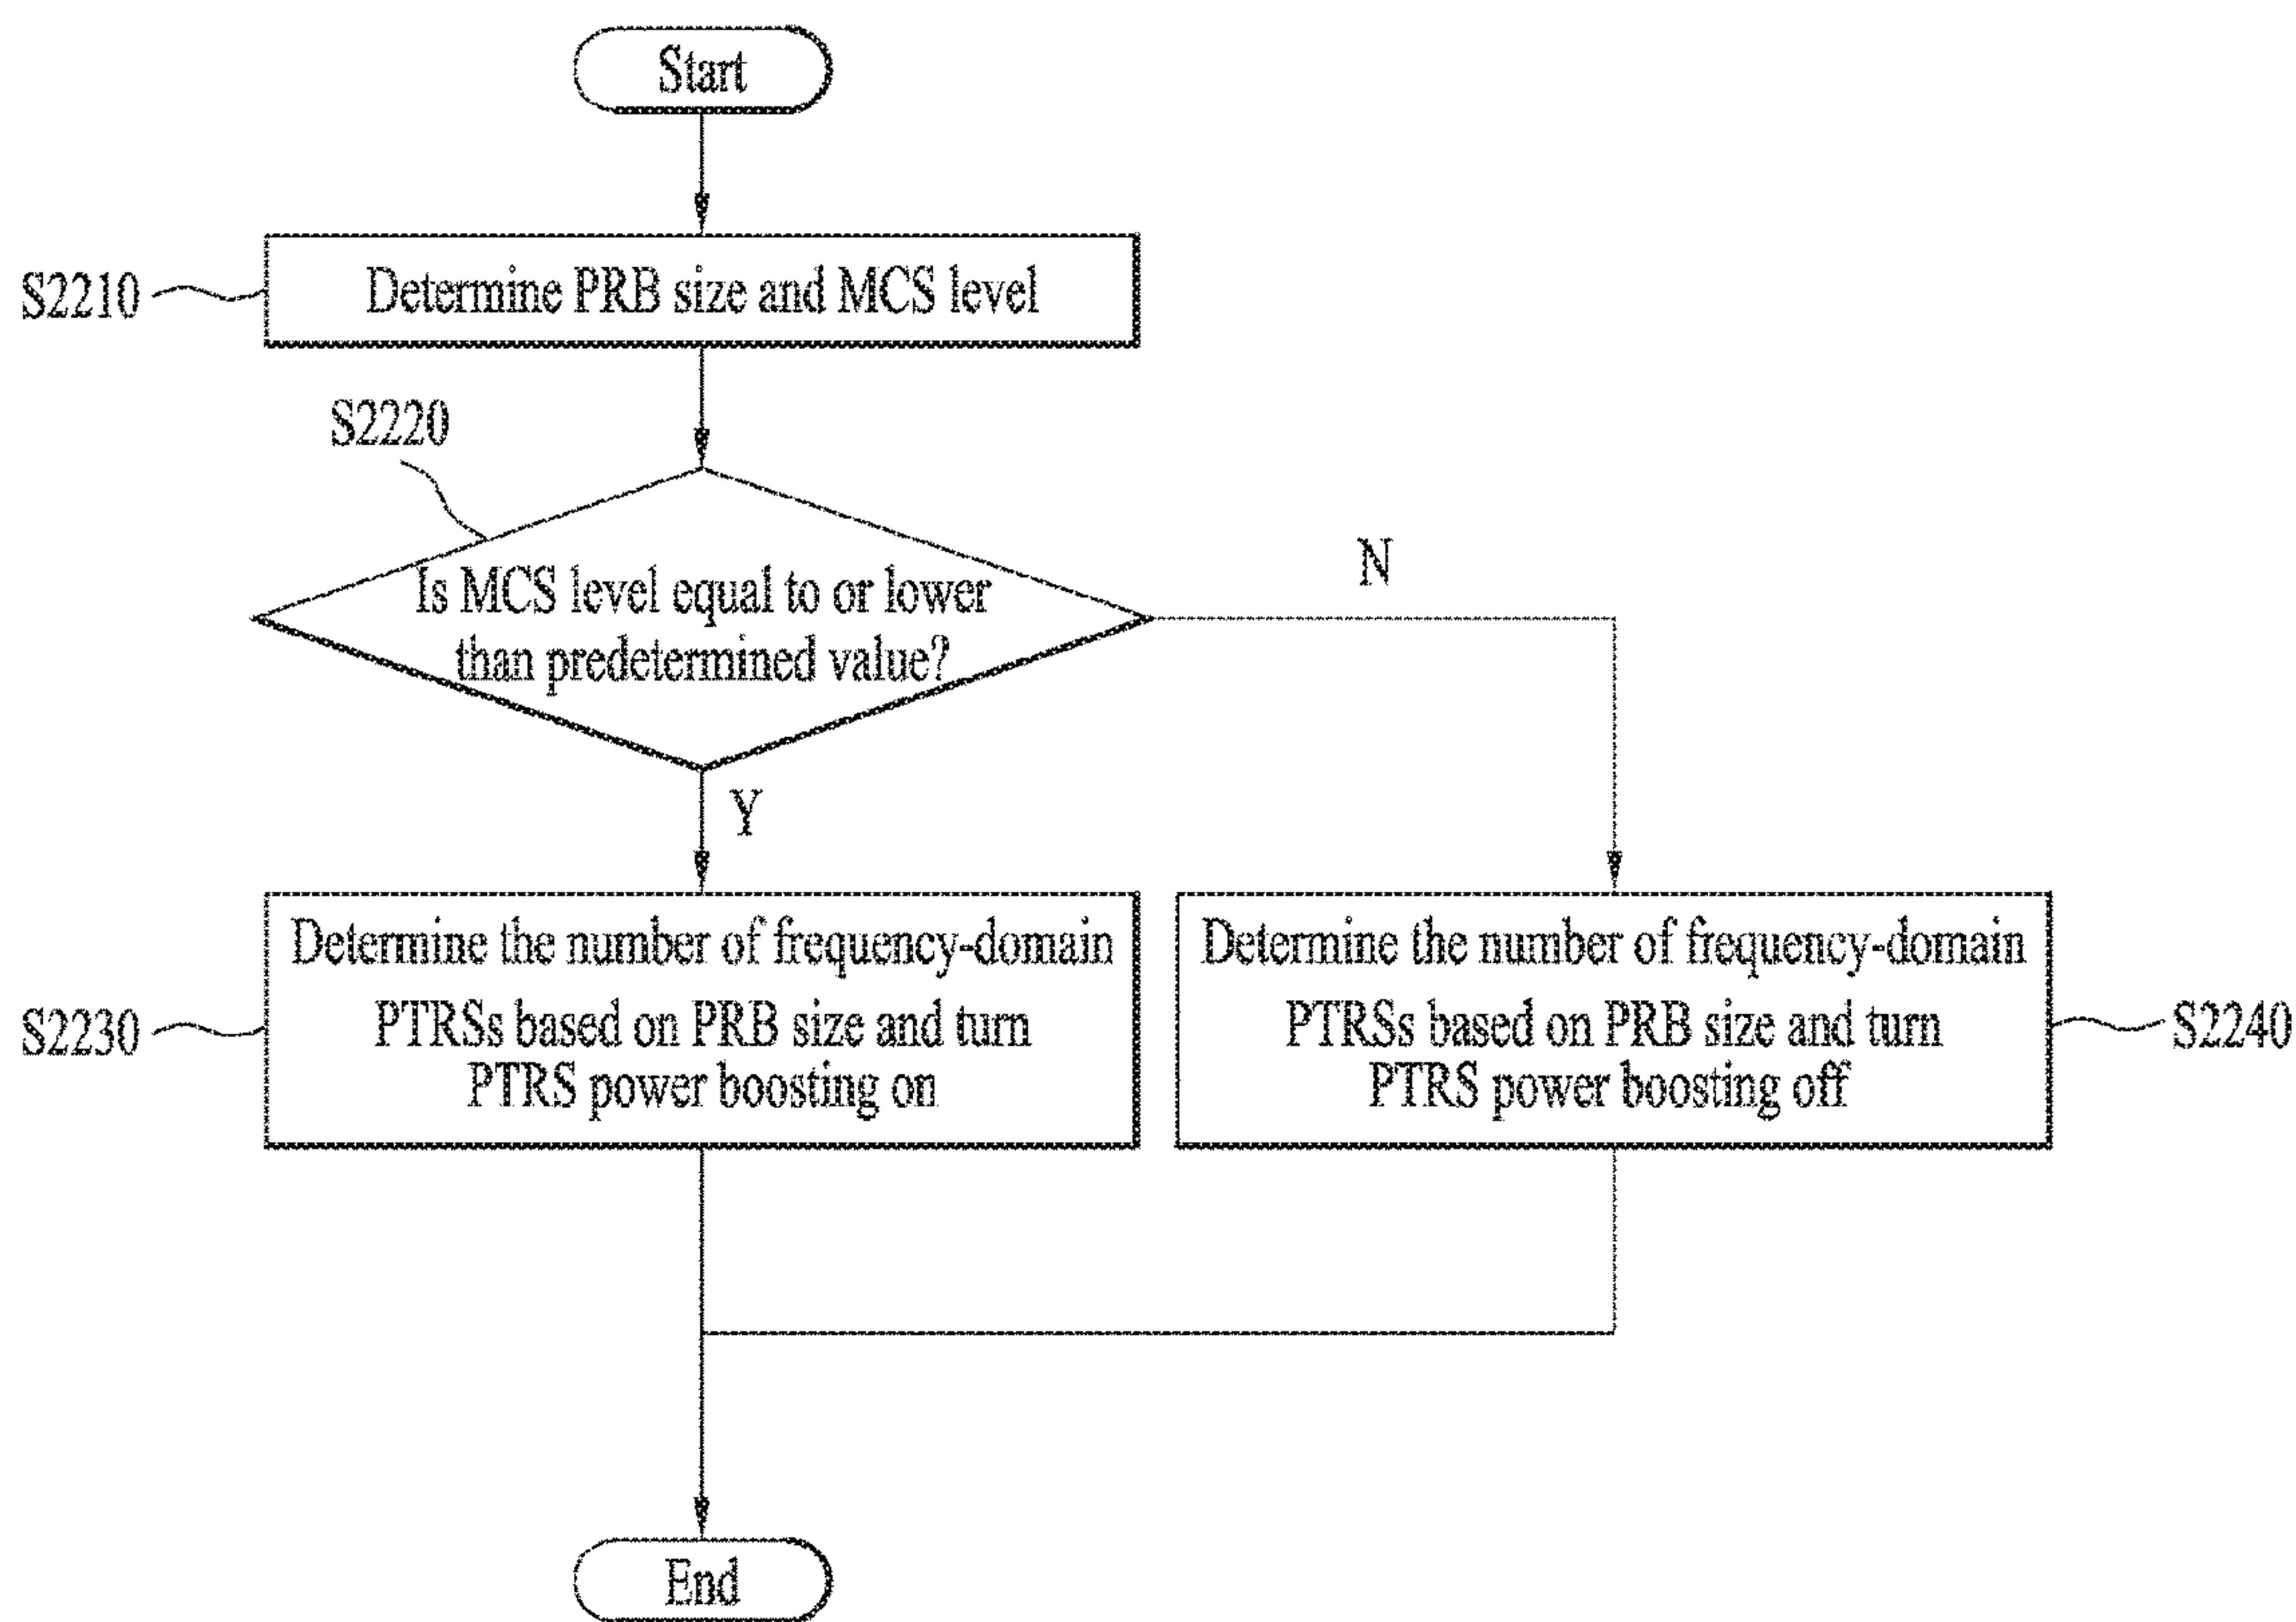 Start
S2210
Determine PRB size and MCS level
S2220
Is MCS level equal to or lower
than predetermined value?
N
Y
S2230
Determine the number of frequency-domain
PTRSs based on PRB size and turn
PTRS power boosting on
Determine the number of frequency-domain
PTRSs based on PRB size and turn
PTRS power boosting off
S2240
End